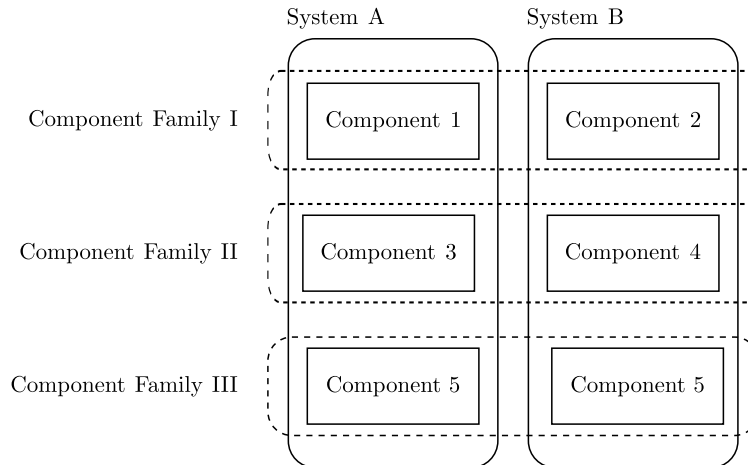 System A
System B
Component Family I
Component 1
Component 2
Component Family II
Component 3
Component 4
Component Family III
Component 5
Component 5